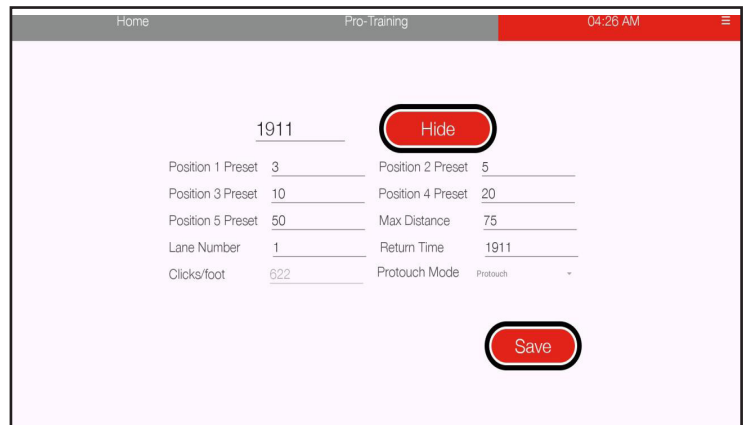 Home Pro-Training 04:26 AM ≡
1911 Hide
Position 1 Preset 3 Position 2 Preset 5
Position 3 Preset 10 Position 4 Preset 20
Position 5 Preset 50 Max Distance 75
Lane Number 1 Return Time 1911
Clicks/foot 622 Protouch Mode Protouch
Save